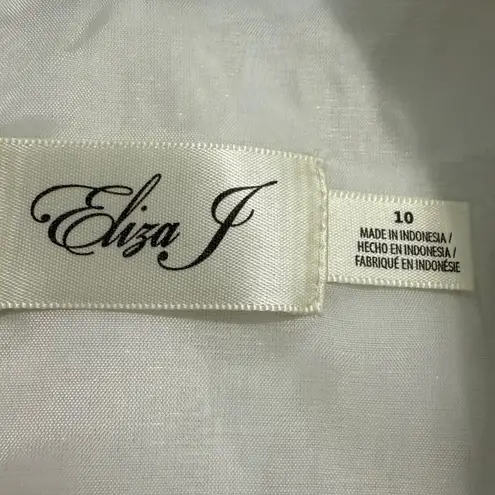 Eliza J
10
MADE IN INDONESIA /
HECHO EN INDONESIA /
FABRIQUÉ EN INDONÉSIE